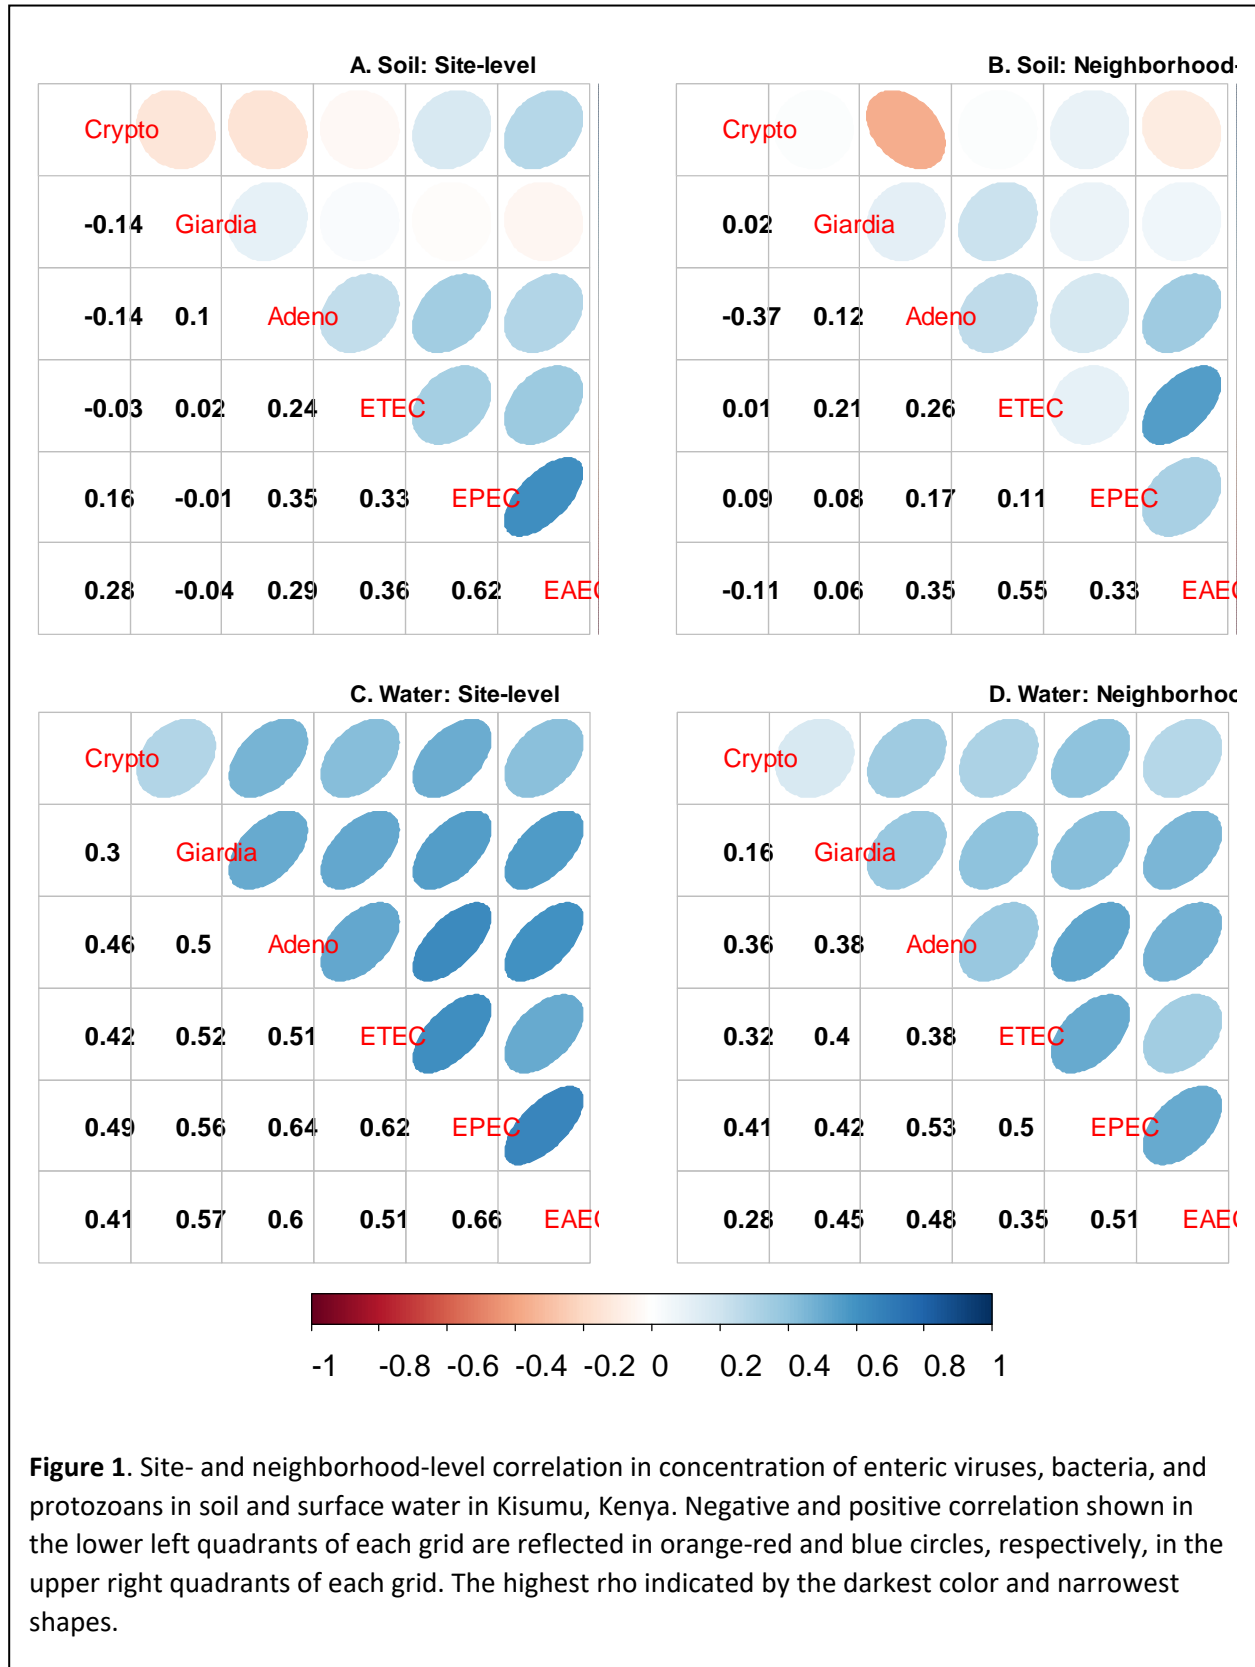 A. Soil: Site-level
Crypto
-0.14 Giardia
-0.14 0.1 Adeno
-0.03 0.02 0.24 ETEC
0.16 -0.01 0.35 0.33 EPEC
0.28 -0.04 0.29 0.36 0.62 EAEC
B. Soil: Neighborhood-
Crypto
0.02 Giardia
-0.37 0.12 Adeno
0.01 0.21 0.26 ETEC
0.09 0.08 0.17 0.11 EPEC
-0.11 0.06 0.35 0.55 0.33 EAEC
C. Water: Site-level
Crypto
0.3 Giardia
0.46 0.5 Adeno
0.42 0.52 0.51 ETEC
0.49 0.56 0.64 0.62 EPEC
0.41 0.57 0.6 0.51 0.66 EAEC
D. Water: Neighborhoo
Crypto
0.16 Giardia
0.36 0.38 Adeno
0.32 0.4 0.38 ETEC
0.41 0.42 0.53 0.5 EPEC
0.28 0.45 0.48 0.35 0.51 EAEC
-1 -0.8 -0.6 -0.4 -0.2 0 0.2 0.4 0.6 0.8 1
Figure 1. Site- and neighborhood-level correlation in concentration of enteric viruses, bacteria, and
protozoans in soil and surface water in Kisumu, Kenya. Negative and positive correlation shown in
the lower left quadrants of each grid are reflected in orange-red and blue circles, respectively, in the
upper right quadrants of each grid. The highest rho indicated by the darkest color and narrowest
shapes.